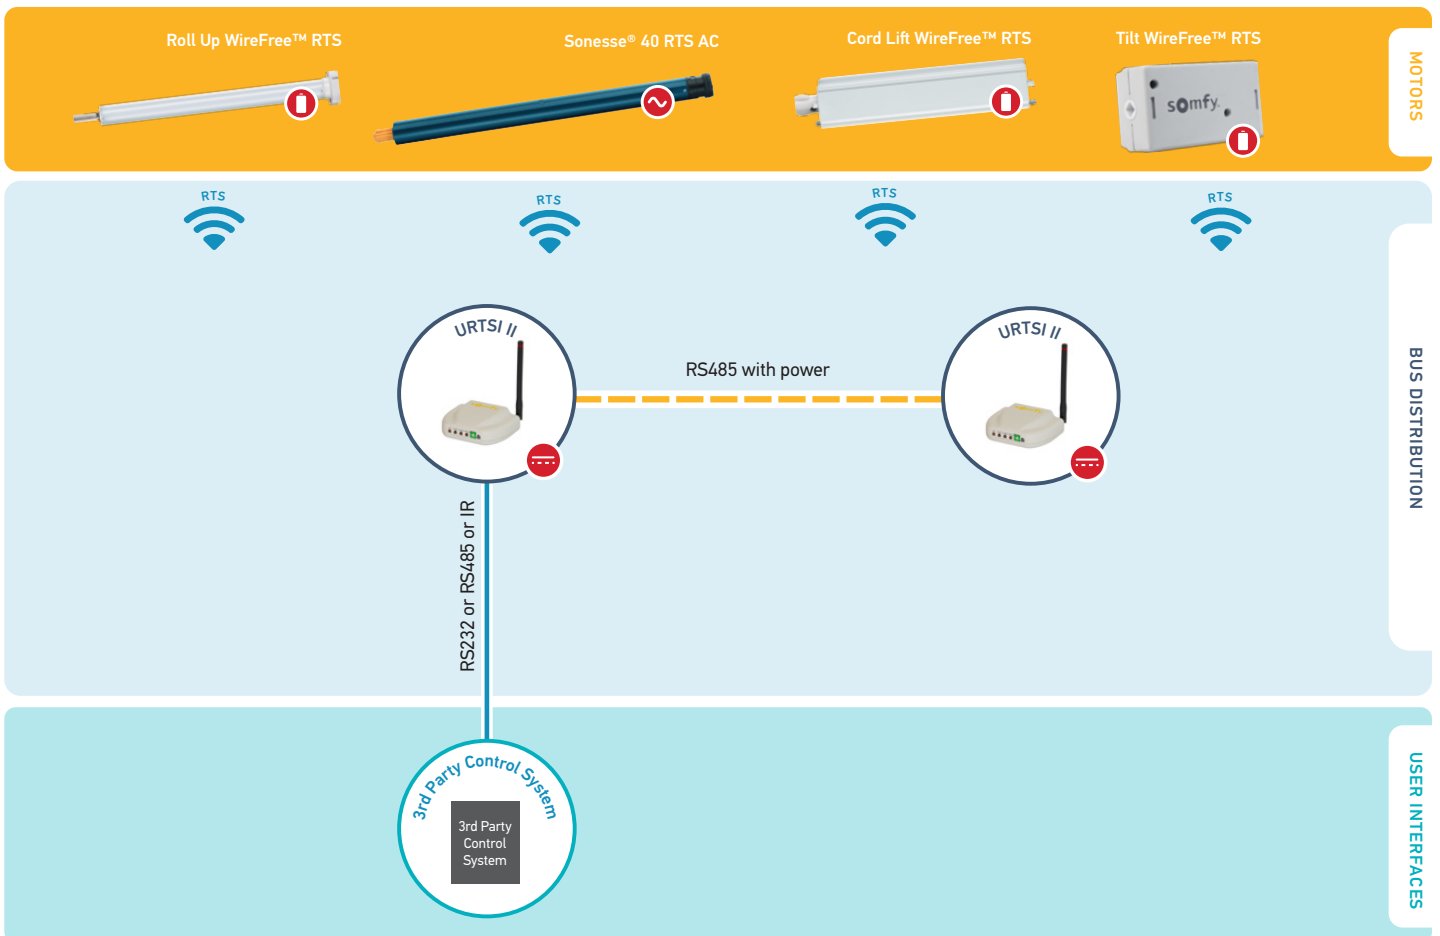 Roll Up WireFree™ RTS
Sonesse® 40 RTS AC
Cord Lift WireFree™ RTS
Tilt WireFree™ RTS
somfy.
MOTORS
RTS
RTS
RTS
RTS
URTSI II
URTSI II
RS485 with power
BUS DISTRIBUTION
RS232 or RS485 or IR
3rd Party Control System
3rd Party
Control
System
USER INTERFACES